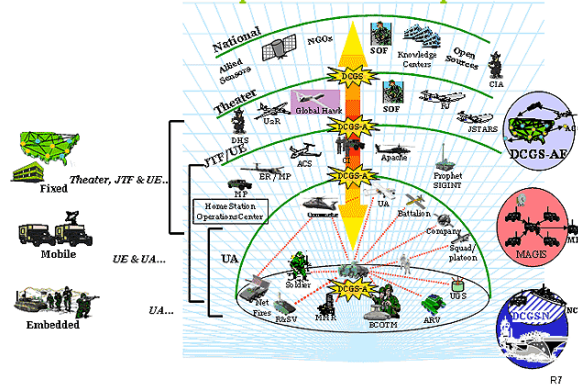 National
Allied
Sensors
NGOs
SOF
Knowledge
Centers
Open
Sources
CIA
DCGS
Theater
DHS
U2R
Global Hawk
SOF
RJ
JSTARS
DCGS-A
JTF/UE
MP
ER / MP
ACS
CI
Apache
Prophet
SIGINT
DCGS-A
Home Station
Operations Center
UA
Battalion
Company
Squad/
platoon
UA
Net
Fires
Soldier
RSV
MMR
DCGS-A
BCOTM
ARV
UGS
Fixed
Theater, JTF & UE..
Mobile
UE & UA...
Embedded
UA...
DCGS-AF
MAGIS
DCGS-N
R7